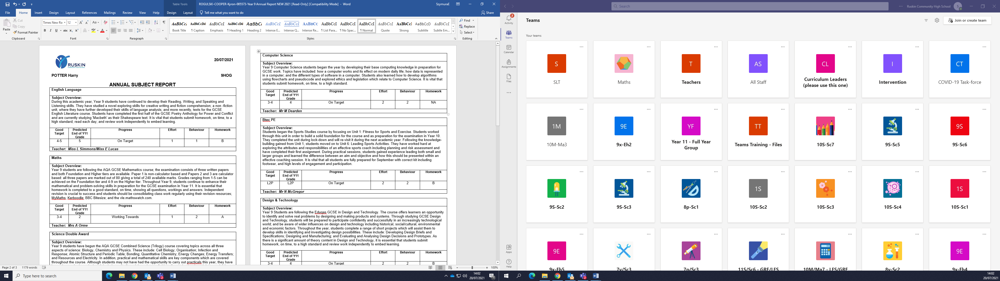 Table Tools
ROGULSKI-COOPER-Kyron-005573-Year 9 Annual Report NEW 2021 [Read-Only] [Compatibility Mode] - Word
SzymuraE
File Home Insert Design Layout References Mailings Review View Help Design Layout Tell me what you want to do Share
Cut
Copy
Paste
Format Painter
Times New Ro 12
AaBbCc AaBbCcDd AaBbCcI AaBbCcDd AaBbC AaBbCcI AaBbCcI AABBCC AaBbCcI AaBbCcI AaBbCcI AaBbCcI AaBbCcI AaBbCcD AaBbCcI
Book Title ¶ Caption Emphasis ¶ Heading 1 Heading 2 Intense E... Intense Q... Intense Re... ¶ List Para... ¶ No Spac... ¶ Normal Quote Strong Subtitle Subtle Em...
Find
Replace
Select
Clipboard Font Paragraph Styles Editing
RUSKIN
20/07/2021
POTTER Harry 9HOG
ANNUAL SUBJECT REPORT
English Language
Subject Overview:
During this academic year, Year 9 students have continued to develop their Reading, Writing, and Speaking and
Listening skills. They have studied a novel exploring skills for creative writing and fiction comprehension; a non -fiction
unit, where they have further developed their skills of language analysis; and more recently, texts for the GCSE
English Literature course. Students have completed the first half of the GCSE Poetry Anthology for Power and Conflict
and are currently studying 'Macbeth' as their Shakespeare text. It is vital that students submit homework, on time, to a
high standard; read each day; and review work independently to embed learning.
Good Target Predicted End of Y11 Grade Progress Effort Behaviour Homework
4-5 5 On Target 1 1 B
Teacher: Miss L Simmons/Miss E Lucas
Maths
Subject Overview:
Year 9 students are following the AQA GCSE Mathematics course; the examination consists of three written papers
and both Foundation and Higher tiers are available. Paper 1 is non-calculator based and Papers 2 and 3 are calculator
based: all three papers are marked out of 80 giving a total of 240 available marks. Grades ranging from 1-5 can be
achieved on the Foundation tier and 4-9 on the Higher tier. Throughout Year 9, students continue to enhance their
mathematical and problem-solving skills in preparation for the GCSE examination in Year 11. It is essential that
homework is completed to a good standard, on time, showing all questions, workings and answers. Independent
revision is crucial to success and students should be consolidating class work regularly using their revision resources;
MyMaths; Kerboodle; BBC Bitesize; and the vle.mathswatch.com.
Good Target Predicted End of Y11 Grade Progress Effort Behaviour Homework
3-4 2 Working Towards 1 2 A
Teacher: Mrs A Orme
Science Double Award
Subject Overview:
Year 9 students have begun the AQA GCSE Combined Science (Trilogy) course covering topics across all three
aspects of science: Biology, Chemistry and Physics. These include: Cell Biology; Organisation; Infection and
Response; Atomic Structure and Periodic Table; Bonding; Quantitative Chemistry; Energy Changes; Energy Transfers;
and Resources and Electricity. In addition, practical and mathematical skills are key components which are covered
throughout the course. Although students may not have had the opportunity to carry out practicals this year, they have
Computer Science
Subject Overview:
Year 9 Computer Science students began the year by developing their base computing knowledge in preparation for
GCSE work. Topics have included: how a computer works and its effect on modern daily life; how data is represented
in a computer; and the different types of software in a computer. Students also learned how to develop algorithms
using flowcharts and pseudocode and explored ethics and legislation which relate to Computer Science. It is vital that
students submit homework, on time, to a high standard.
Good Target Predicted End of Y11 Grade Progress Effort Behaviour Homework
3-4 4 On Target 2 2 NA
Teacher: Mr M Dearden
Btec PE
Subject Overview:
Students began the Sports Studies course by focusing on Unit 1: Fitness for Sports and Exercise. Students worked
through this unit in order to build a solid foundation for the course and as preparation for the examination in Year 10.
They completed the unit during lock-down and will re-visit it during the next academic year. Following the knowledge-
building gained from Unit 1, students moved on to Unit 6: Leading Sports Activities. They have worked hard at
exploring the attributes and responsibilities of an effective sports coach including planning and risk assessment and
have completed their first assignment. During practical sessions, students gained experience leading both small and
larger groups and learned the difference between an aim and objective and how this should be presented within an
effective coaching session. It is vital that all students are fully prepared for September with correct kit including
footwear, and high levels of engagement and participation.
Good Target Predicted End of Y11 Grade Progress Effort Behaviour Homework
L2P L2P On Target 2 2 B
Teacher: Mr N McGregor
Design & Technology
Subject Overview:
Year 9 Students are following the Eduqas GCSE in Design and Technology. The course offers learners an opportunity
to identify and solve real problems by designing and making products and systems. Through studying GCSE Design
and Technology, students will be prepared to participate confidently and successfully in an increasingly technological
world; and be aware of wider influences on design and technology including historical, social/cultural, environmental
and economic factors. Throughout the year, students complete a range of short projects which will assist them to
develop skills in identifying and investigating design possibilities. These include: Developing Design Briefs and
Specifications; Designing and Manufacturing; and Evaluating and Analysing Design Decisions and Prototypes. As
there is a significant amount of theory content in Design and Technology, it is essential that students submit
homework, on time, to a high standard and review work independently to embed learning.
Good Target Predicted End of Y11 Grade Progress Effort Behaviour Homework
3-4 4 On Target 2 2 B
Page 2 of 3 1179 words 100%
Type here to search
14:02
20/07/2021
Search
Ruskin Community High School
Activity
Teams
Calendar
Assignments
Files
Apps
Help
Teams
Join or create team
Your teams
S T AS CL I CT
SLT Maths Teachers All Staff Curriculum Leaders (please use this one) Intervention COVID-19 Task-force
1M 9E YF TT 9S
10M-Ma3 9x-Eh2 Year 11 - Full Year Group Teams Training - Files 10S-Sc7 9S-Sc5 9S-Sc6
1S 1S
9S-Sc2 9S-Sc3 8p-Sc1 10S-Sc2 10S-Sc3 10S-Sc4 10S-Sc1
9E 9E
9x-Eh5 7y/Sc3 7p/Sc3 11S/Sc6 - GRE/LES 10M/Ma7 - LES/GRE 8y-Sc2 9x-Eh4
14:02
20/07/2021